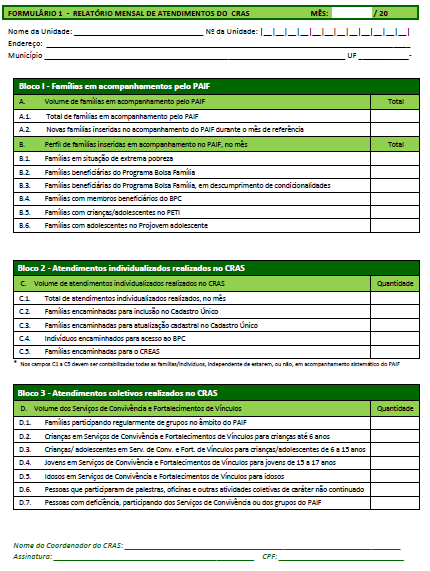 FORMULÁRIO 1 - RELATÓRIO MENSAL DE ATENDIMENTOS DO CRAS MÊS: / 20
Nome da Unidade: Nº da Unidade: |__|__|__|__|__|__|__|__|__|__|__|
Endereço:
Município UF -
Bloco I - Famílias em acompanhamentos pelo PAIF
A. Volume de famílias em acompanhamento pelo PAIF Total
A.1. Total de famílias em acompanhamento pelo PAIF
A.2. Novas famílias inseridas no acompanhamento do PAIF durante o mês de referência
B. Perfil de famílias inseridas em acompanhamento no PAIF, no mês Total
B.1. Famílias em situação de extrema pobreza
B.2. Famílias beneficiárias do Programa Bolsa Família
B.3. Famílias beneficiárias do Programa Bolsa Família, em descumprimento de condicionalidades
B.4. Famílias com membros beneficiários do BPC
B.5. Famílias com crianças/adolescentes no PETI
B.6. Famílias com adolescentes no Projovem adolescente
Bloco 2 - Atendimentos individualizados realizados no CRAS
C. Volume de atendimentos individualizados realizados no CRAS Quantidade
C.1. Total de atendimentos individualizados realizados, no mês
C.2. Famílias encaminhadas para inclusão no Cadastro Único
C.3. Famílias encaminhadas para atualização cadastral no Cadastro Único
C.4. Indivíduos encaminhados para acesso ao BPC
C.5. Famílias encaminhadas para o CREAS
* Nos campos C1 a C5 devem ser contabilizadas todas as famílias/indivíduos, independente de estarem, ou não, em acompanhamento sistemático do PAIF
Bloco 3 - Atendimentos coletivos realizados no CRAS
D. Volume dos Serviços de Convivência e Fortalecimentos de Vínculos Quantidade
D.1. Famílias participando regularmente de grupos no âmbito do PAIF
D.2. Crianças em Serviços de Convivência e Fortalecimentos de Vínculos para crianças até 6 anos
D.3. Crianças/ adolescentes em Serv. de Conv. e Fort. de Vínculos para crianças/adolescentes de 6 a 15 anos
D.4. Jovens em Serviços de Convivência e Fortalecimentos de Vínculos para jovens de 15 a 17 anos
D.5. Idosos em Serviços de Convivência e Fortalecimentos de Vínculos para idosos
D.6. Pessoas que participaram de palestras, oficinas e outras atividades coletivas de caráter não continuado
D.7. Pessoas com deficiência, participando dos Serviços de Convivência ou dos grupos do PAIF
Nome do Coordenador do CRAS:
Assinatura: CPF: